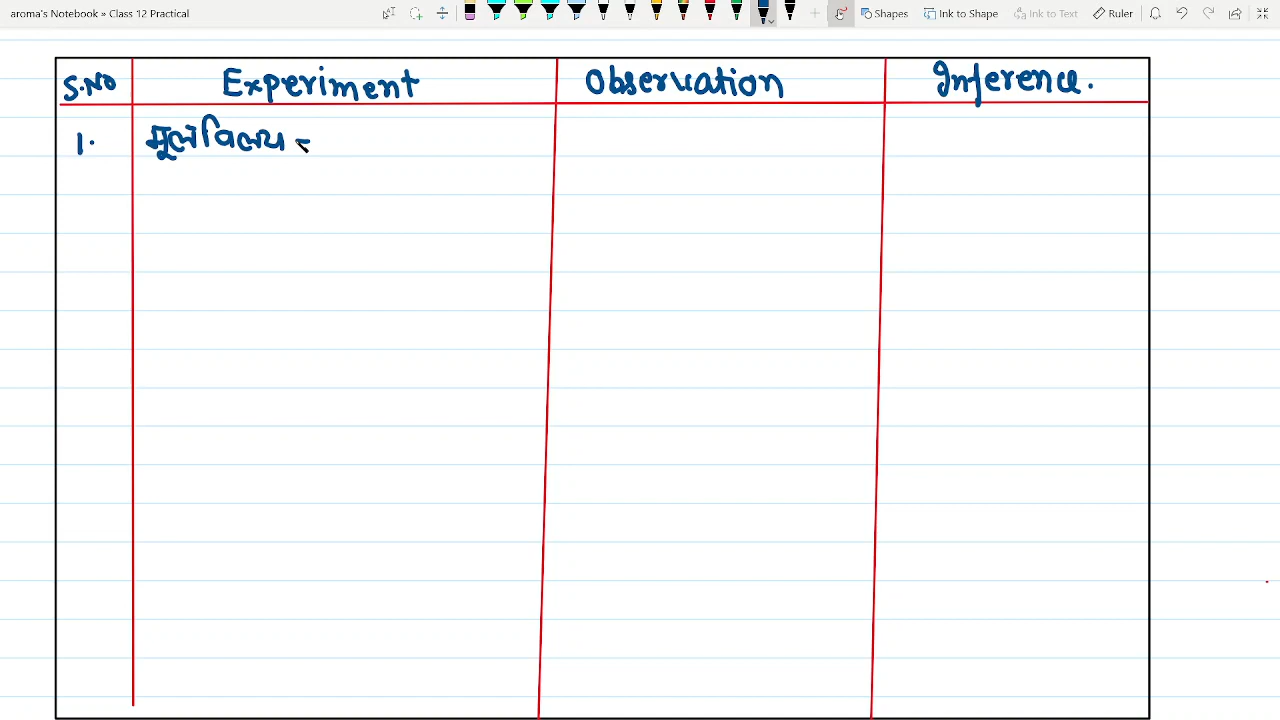 aroma's Notebook » Class 12 Practical
Shapes Ink to Shape Ink to Text Ruler
S.No Experiment Observation Inference.
1. मूल विलय -